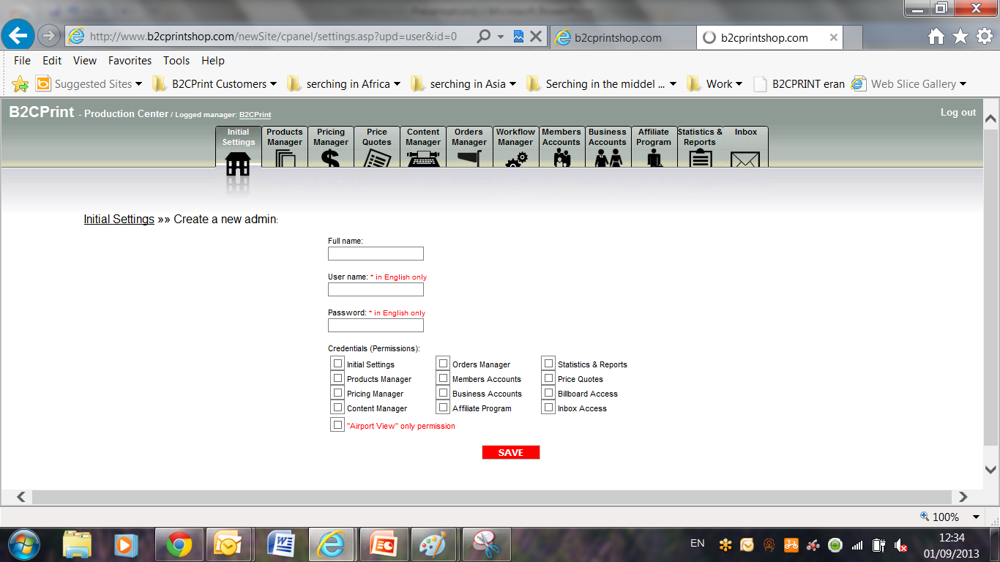 http://www.b2cprintshop.com/newSite/cpanel/settings.asp?upd=user&id=0
b2cprintshop.com
b2cprintshop.com
File Edit View Favorites Tools Help
Suggested Sites B2CPrint Customers serching in Africa serching in Asia Serching in the middel ... Work B2CPRINT eran Web Slice Gallery
B2CPrint - Production Center / Logged manager: B2CPrint
Log out
Initial Settings
Products Manager
Pricing Manager
Price Quotes
Content Manager
Orders Manager
Workflow Manager
Members Accounts
Business Accounts
Affiliate Program
Statistics & Reports
Inbox
Initial Settings »» Create a new admin:
Full name:
User name: * in English only
Password: * in English only
Credentials (Permissions):
Initial Settings Orders Manager Statistics & Reports
Products Manager Members Accounts Price Quotes
Pricing Manager Business Accounts Billboard Access
Content Manager Affiliate Program Inbox Access
"Airport View" only permission
SAVE
100%
EN
12:34
01/09/2013